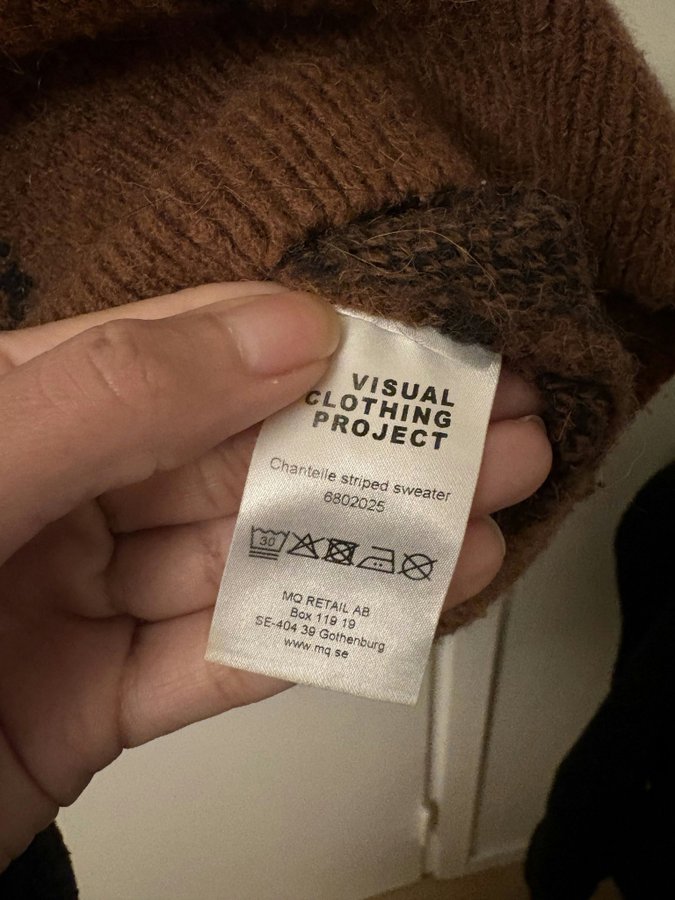 VISUAL
CLOTHING
PROJECT
Chantelle striped sweater
6802025
30
MQ RETAIL AB
Box 119 19
SE-404 39 Gothenburg
www.mq.se